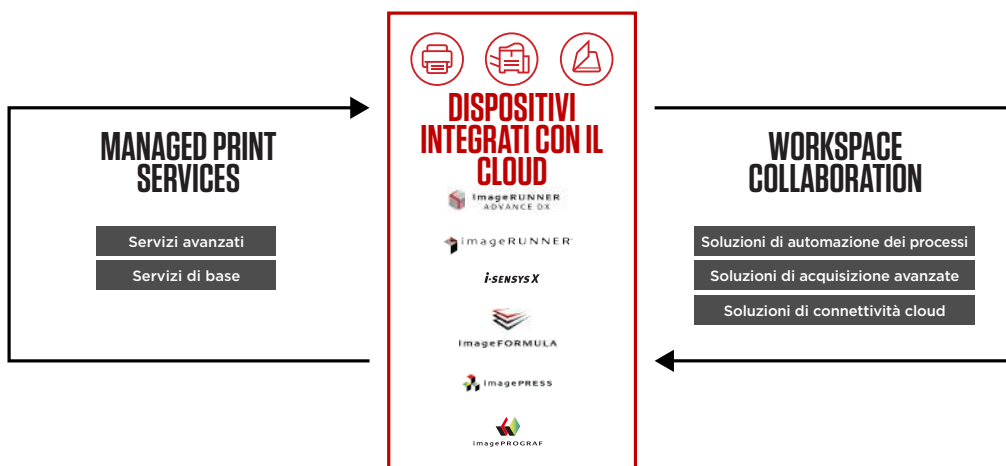 MANAGED PRINT
SERVICES
Servizi avanzati
Servizi di base
DISPOSITIVI
INTEGRATI CON IL
CLOUD
imageRUNNER
ADVANCE DX
imageRUNNER
i-SENSYS X
imageFORMULA
imagePRESS
imagePROGRAF
WORKSPACE
COLLABORATION
Soluzioni di automazione dei processi
Soluzioni di acquisizione avanzate
Soluzioni di connettività cloud